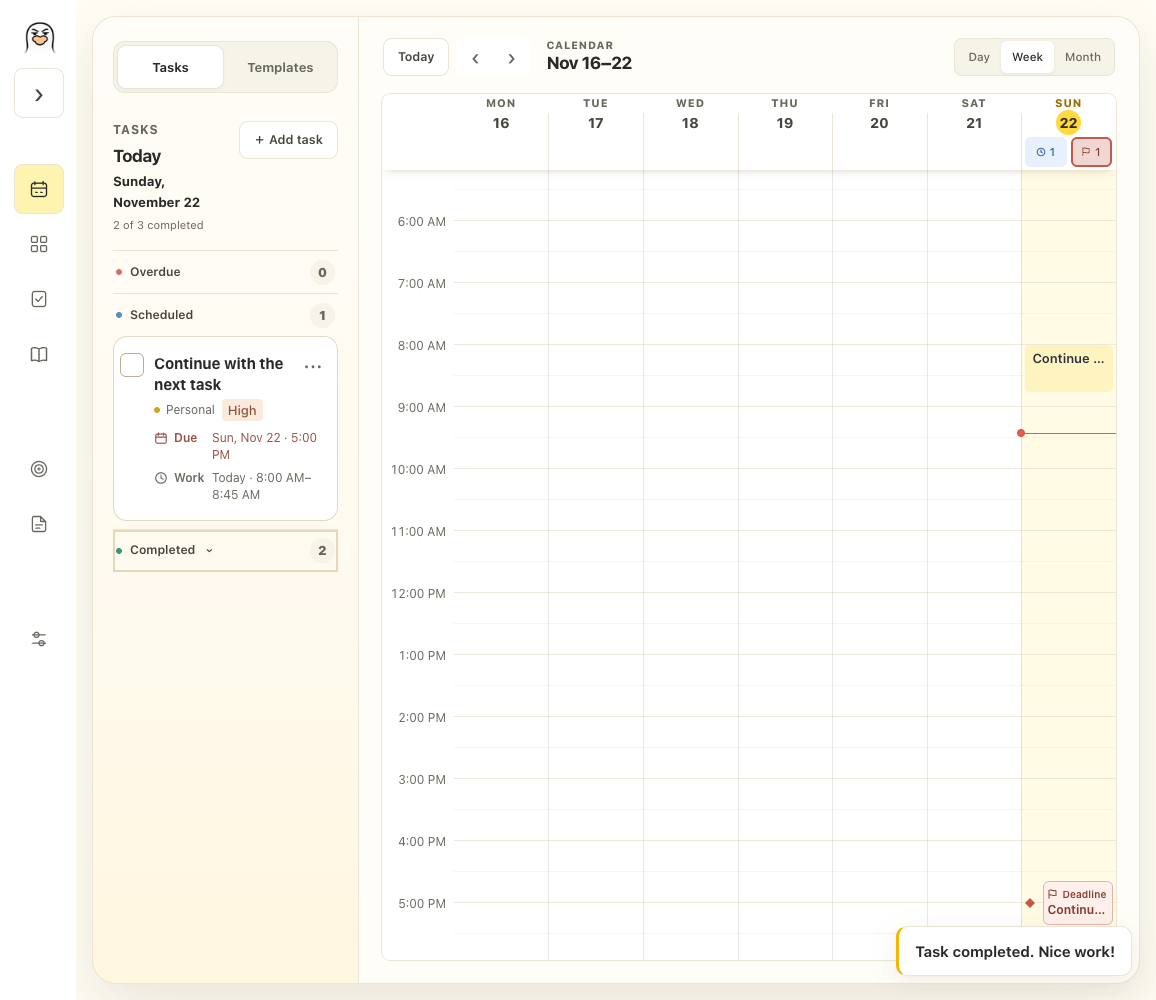 Tasks
Templates
TASKS
+ Add task
Today
Sunday,
November 22
2 of 3 completed
Overdue
0
Scheduled
1
Continue with the
next task
Personal
High
Due
Sun, Nov 22 · 5:00
PM
Work
Today · 8:00 AM–
8:45 AM
Completed
2
Today
CALENDAR
Nov 16–22
Day
Week
Month
MON
16
TUE
17
WED
18
THU
19
FRI
20
SAT
21
SUN
22
1
1
6:00 AM
7:00 AM
8:00 AM
Continue ...
9:00 AM
10:00 AM
11:00 AM
12:00 PM
1:00 PM
2:00 PM
3:00 PM
4:00 PM
5:00 PM
Deadline
Continu...
Task completed. Nice work!